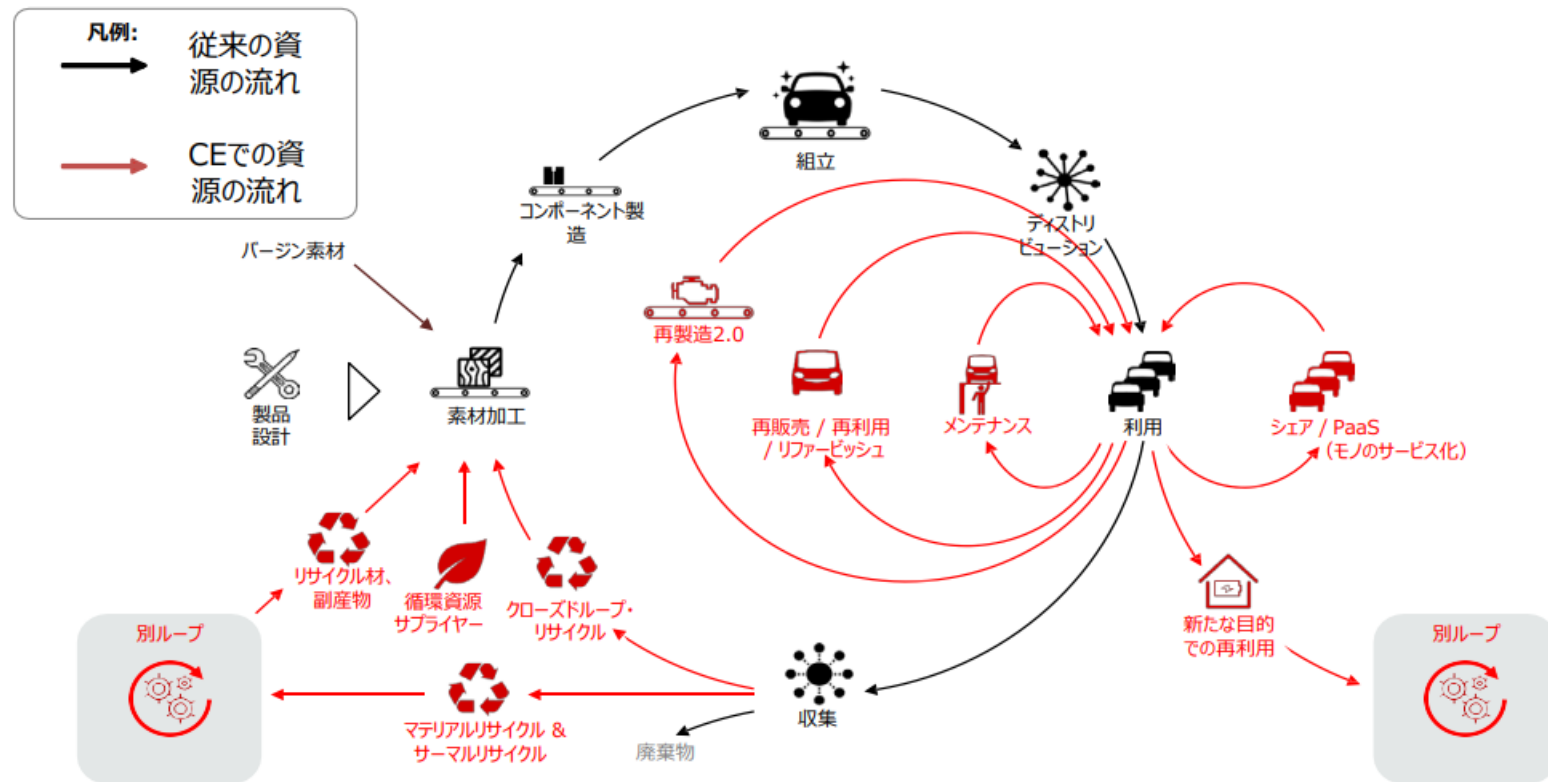 凡例:
従来の資
源の流れ
CEでの資
源の流れ
組立
コンポーネント製
造
ディストリ
ビューション
バージン素材
再製造2.0
製品
設計
素材加工
再販売 / 再利用
/ リファービッシュ
メンテナンス
利用
シェア / PaaS
(モノのサービス化)
リサイクル材、
副産物
循環資源
サプライヤー
クローズドループ・
リサイクル
新たな目的
での再利用
別ループ
別ループ
マテリアルリサイクル &
サーマルリサイクル
収集
廃棄物